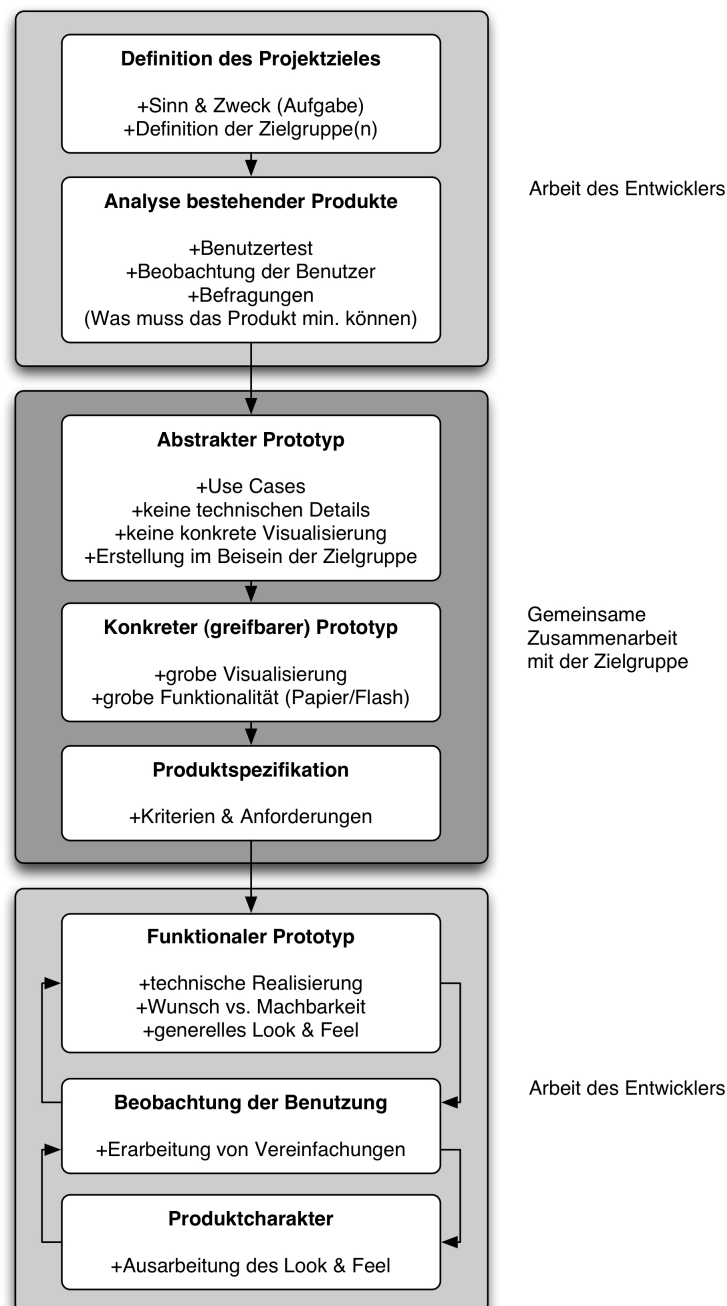 Definition des Projektzieles
+Sinn & Zweck (Aufgabe)
+Definition der Zielgruppe(n)
Analyse bestehender Produkte
+Benutzertest
+Beobachtung der Benutzer
+Befragungen
(Was muss das Produkt min. können)
Arbeit des Entwicklers
Abstrakter Prototyp
+Use Cases
+keine technischen Details
+keine konkrete Visualisierung
+Erstellung im Beisein der Zielgruppe
Konkreter (greifbarer) Prototyp
+grobe Visualisierung
+grobe Funktionalität (Papier/Flash)
Produktspezifikation
+Kriterien & Anforderungen
Gemeinsame
Zusammenarbeit
mit der Zielgruppe
Funktionaler Prototyp
+technische Realisierung
+Wunsch vs. Machbarkeit
+generelles Look & Feel
Beobachtung der Benutzung
+Erarbeitung von Vereinfachungen
Produktcharakter
+Ausarbeitung des Look & Feel
Arbeit des Entwicklers